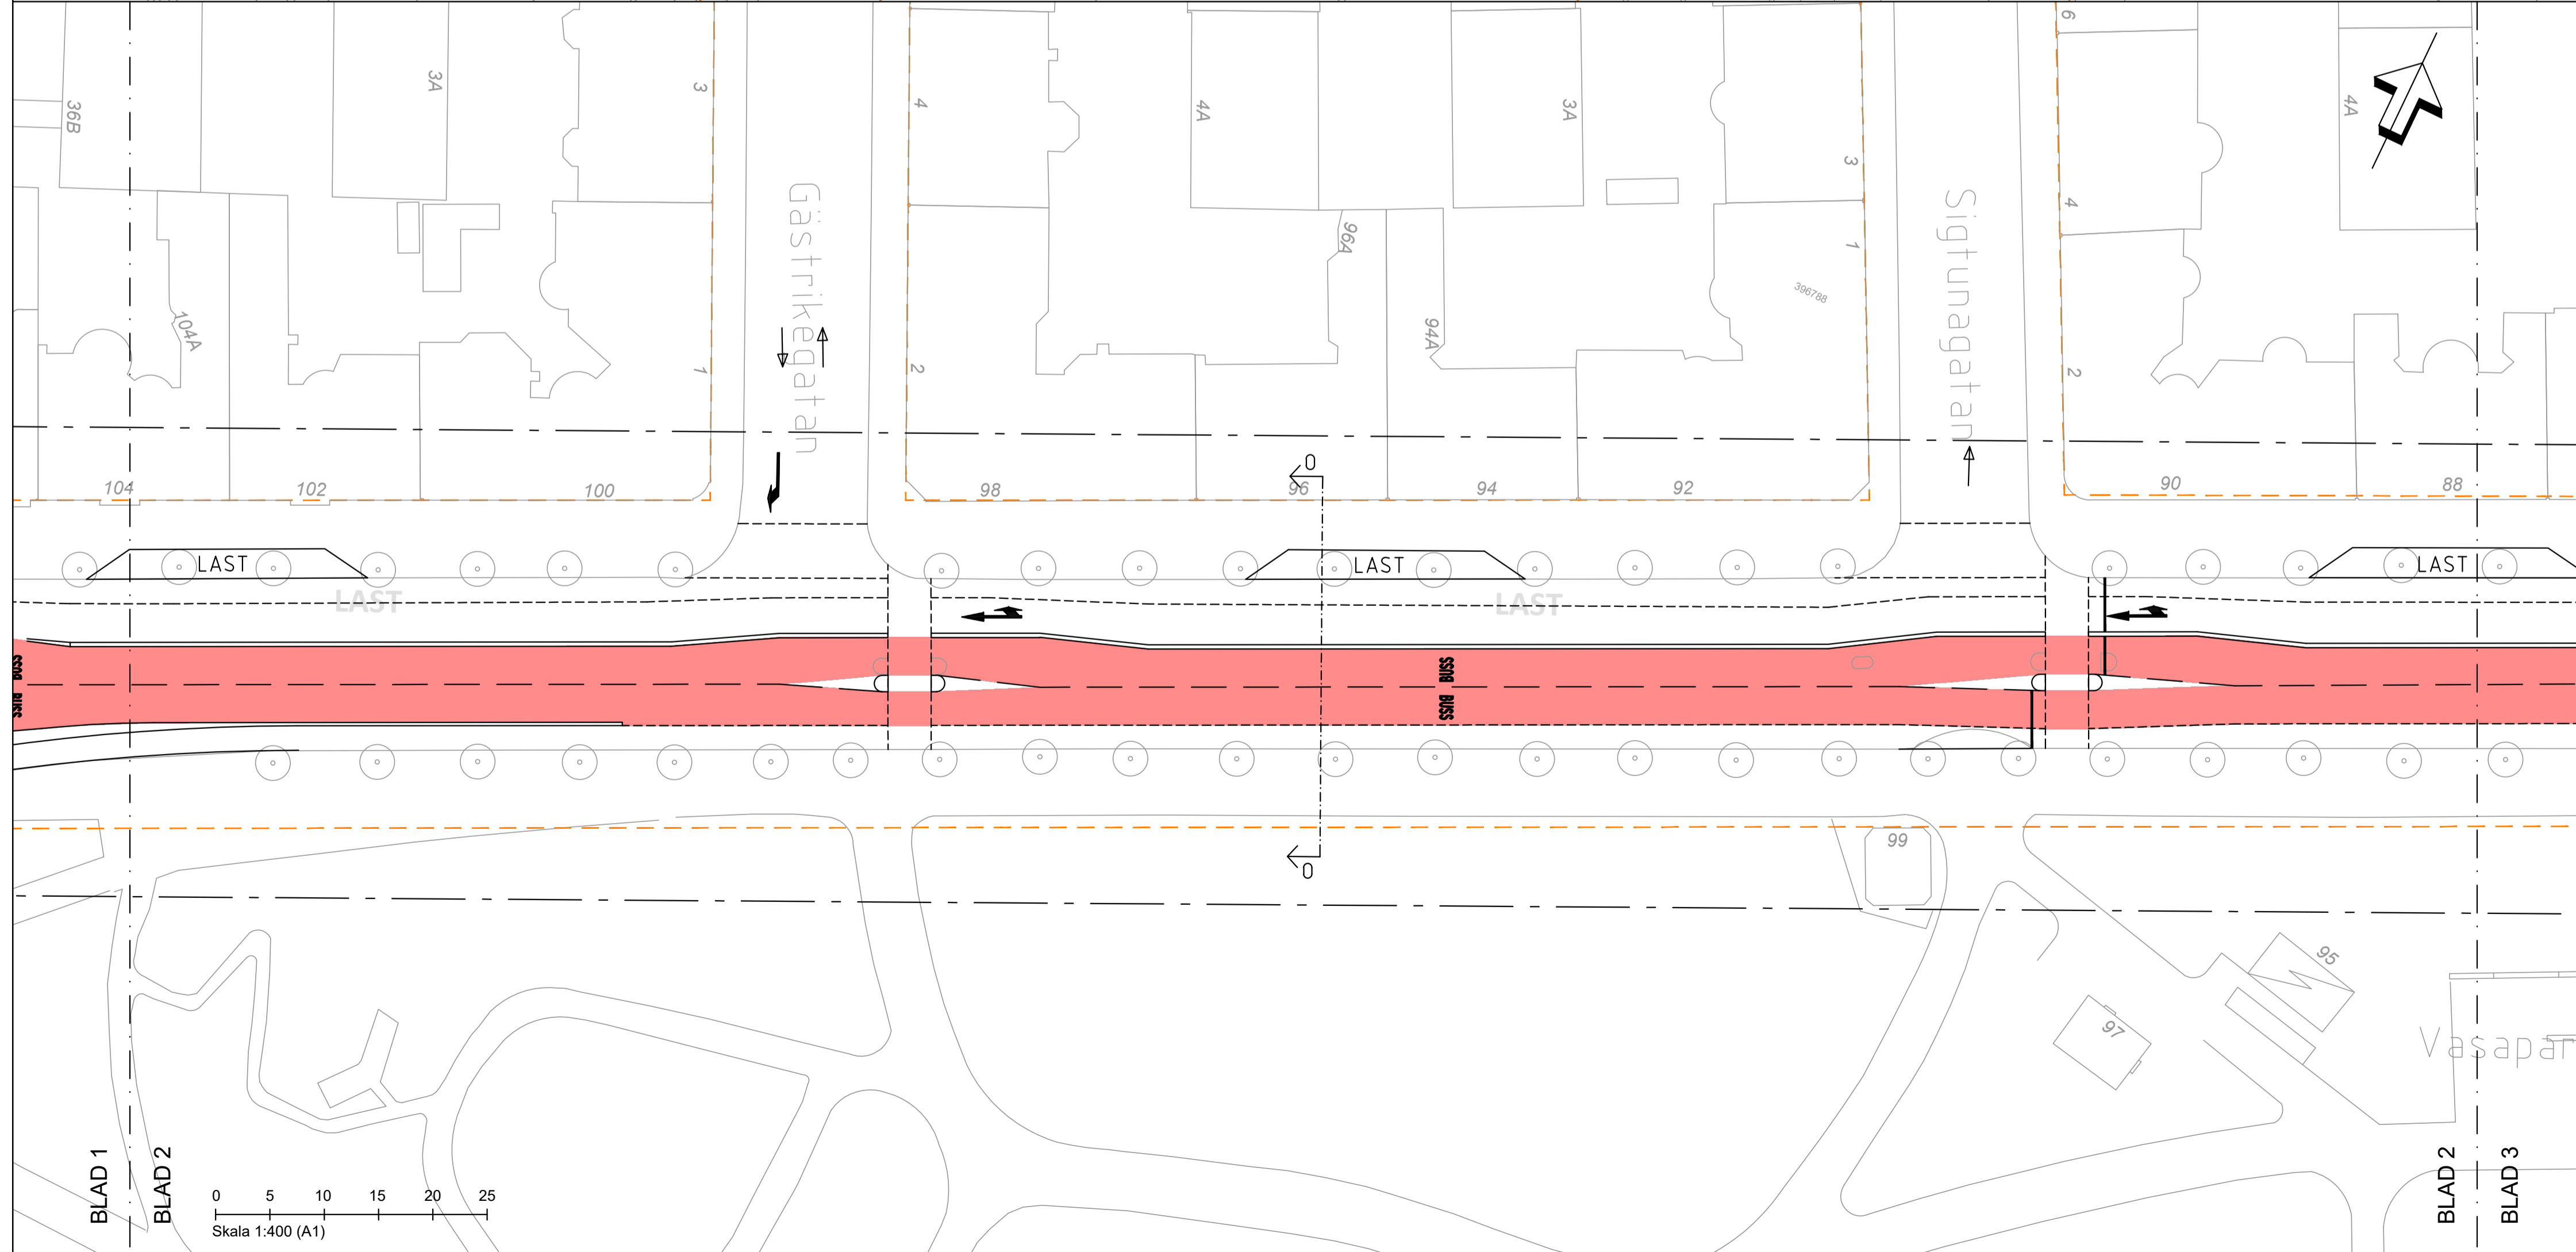 36B
3A
3
4
4A
3A
3
6
4A
104A
Gästrikegatan
96A
94A
1
396788
Sigtunagatan
4
1
2
2
104
102
100
98
0
96
94
92
90
88
LAST
LAST
LAST
LAST
LAST
BUSS
BUSS
BUSS
BUSS
0
99
95
97
Vasapar
BLAD 1
BLAD 2
0 5 10 15 20 25
Skala 1:400 (A1)
BLAD 2
BLAD 3